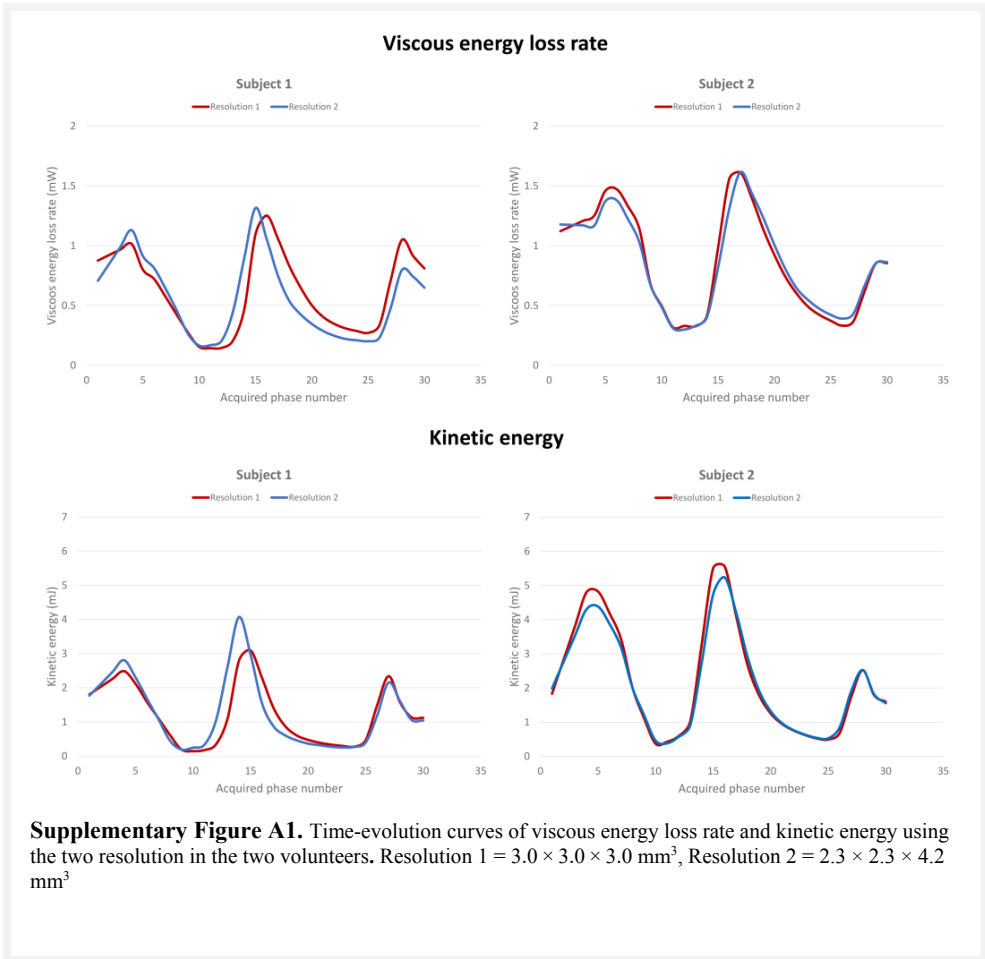 Viscous energy loss rate
Subject 1
Resolution 1 Resolution 2
Viscoos energy loss rate (mW)
2
1.5
1
0.5
0
0 5 10 15 20 25 30 35
Acquired phase number
Subject 2
Resolution 1 Resolution 2
Viscous energy loss rate (mW)
2
1.5
1
0.5
0
0 5 10 15 20 25 30 35
Acquired phase number
Kinetic energy
Subject 1
Resolution 1 Resolution 2
Kinetic energy (mJ)
7
6
5
4
3
2
1
0
0 5 10 15 20 25 30 35
Acquired phase number
Subject 2
Resolution 1 Resolution 2
Kinetic energy (mJ)
7
6
5
4
3
2
1
0
0 5 10 15 20 25 30 35
Acquired phase number
Supplementary Figure A1. Time-evolution curves of viscous energy loss rate and kinetic energy using
the two resolution in the two volunteers. Resolution 1 = 3.0 × 3.0 × 3.0 mm³, Resolution 2 = 2.3 × 2.3 × 4.2
mm³